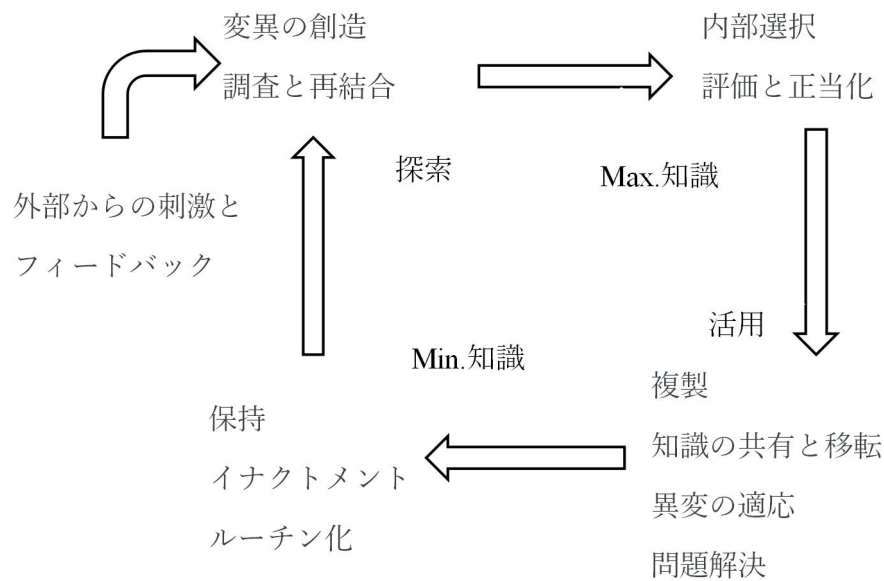 変異の創造
調査と再結合
内部選択
評価と正当化
探索
Max.知識
外部からの刺激と
フィードバック
活用
Min.知識
複製
知識の共有と移転
異変の適応
問題解決
保持
イナクトメント
ルーチン化